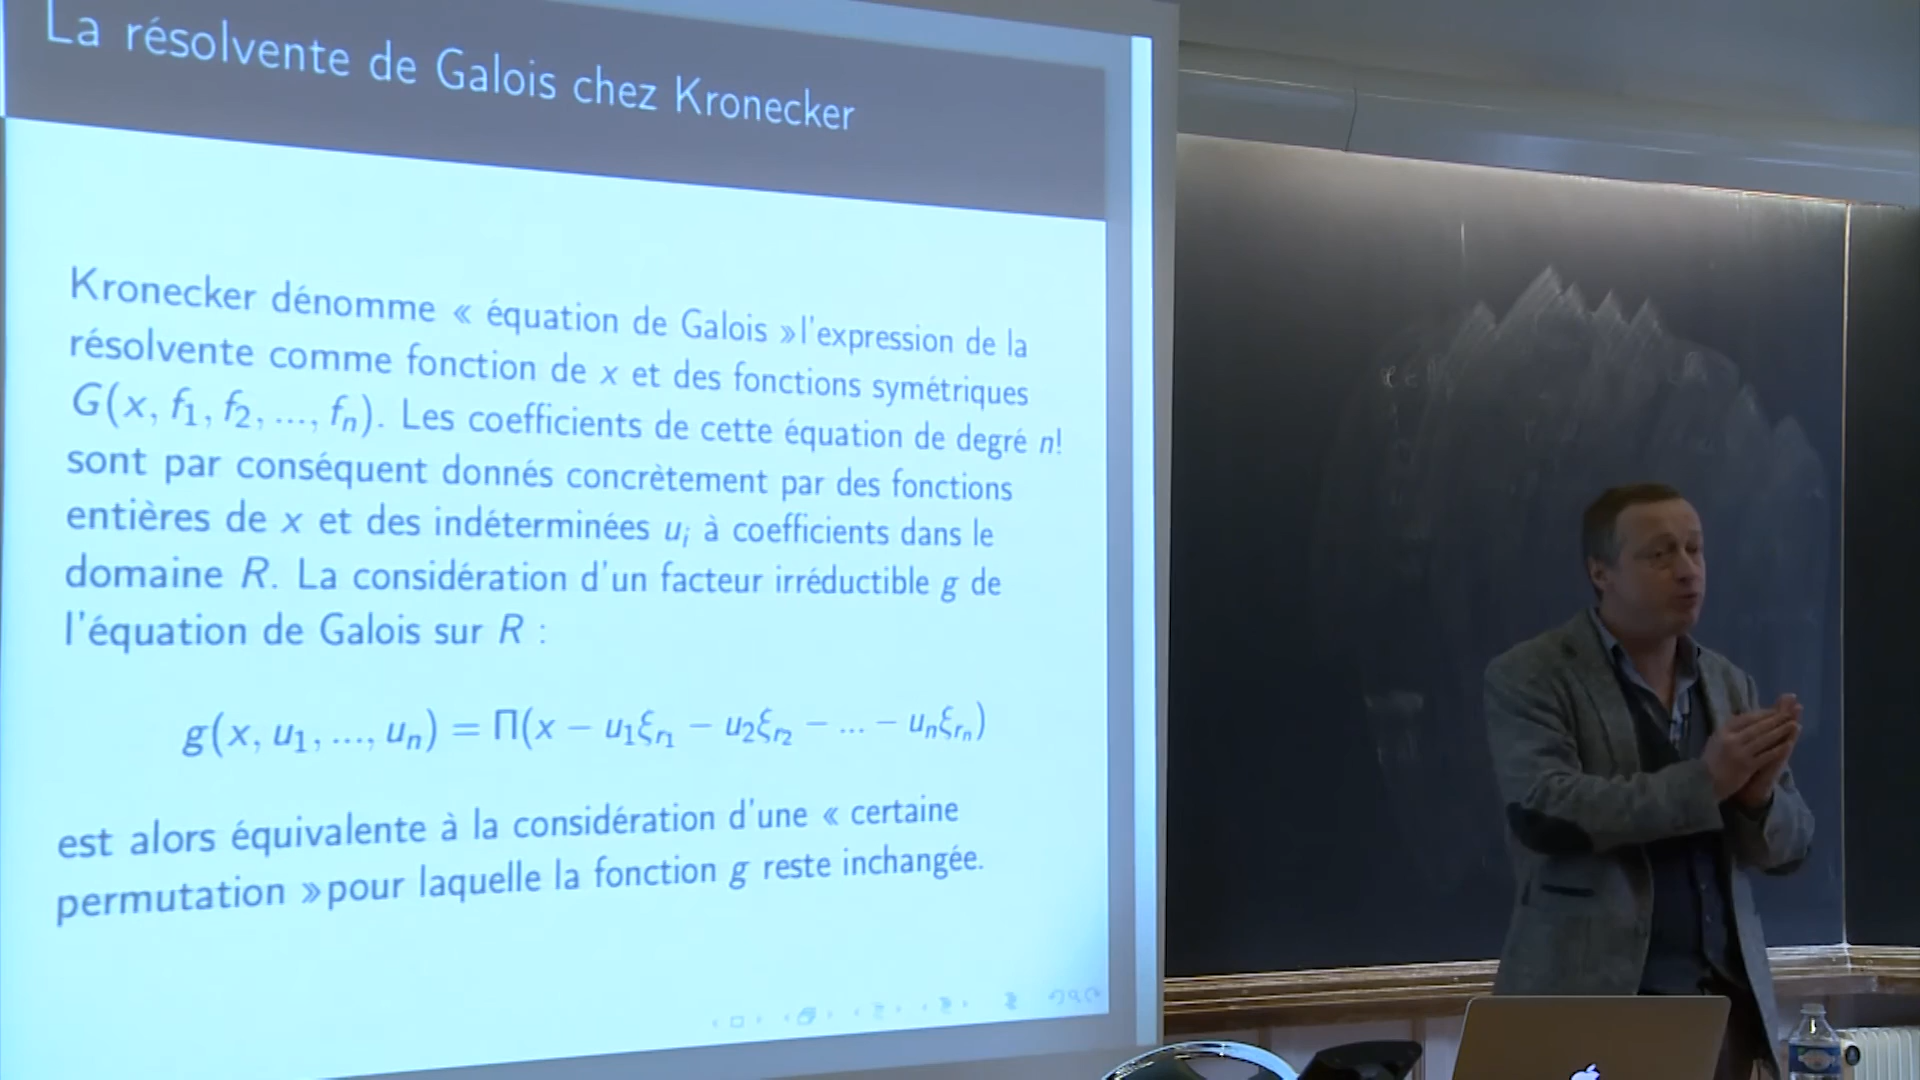 La résolvente de Galois chez Kronecker
Kronecker dénomme « équation de Galois »l'expression de la
résolvente comme fonction de x et des fonctions symétriques
G(x, f₁, f₂, ..., fₙ). Les coefficients de cette équation de degré n!
sont par conséquent donnés concrètement par des fonctions
entières de x et des indéterminées uᵢ à coefficients dans le
domaine R. La considération d'un facteur irréductible g de
l'équation de Galois sur R :
g(x, u₁, ..., uₙ) = Π(x − u₁ξᵣ₁ − u₂ξᵣ₂ − ... − uₙξᵣₙ)
est alors équivalente à la considération d'une « certaine
permutation »pour laquelle la fonction g reste inchangée.